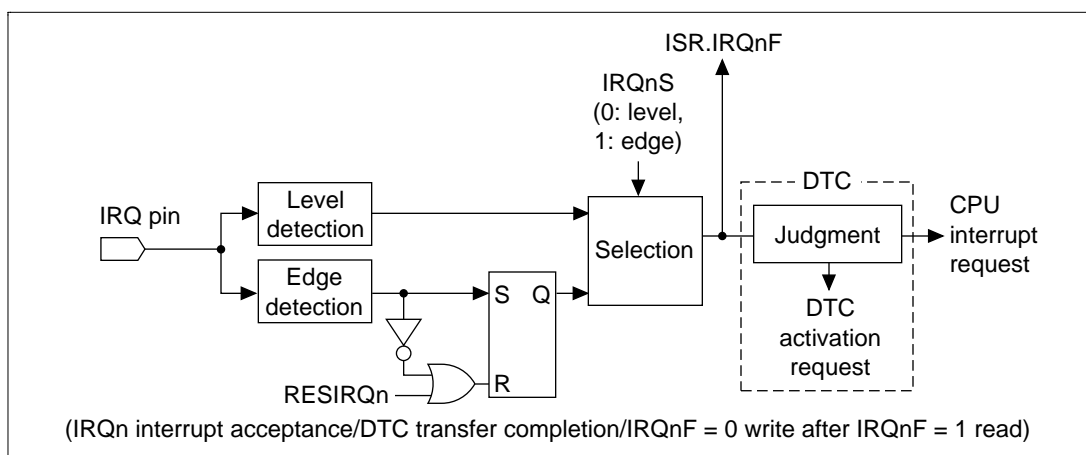 ISR.IRQnF
IRQnS
(0: level,
1: edge)
DTC
IRQ pin
Level
detection
Selection
Judgment
CPU
interrupt
request
Edge
detection
S Q
R
DTC
activation
request
RESIRQn
(IRQn interrupt acceptance/DTC transfer completion/IRQnF = 0 write after IRQnF = 1 read)